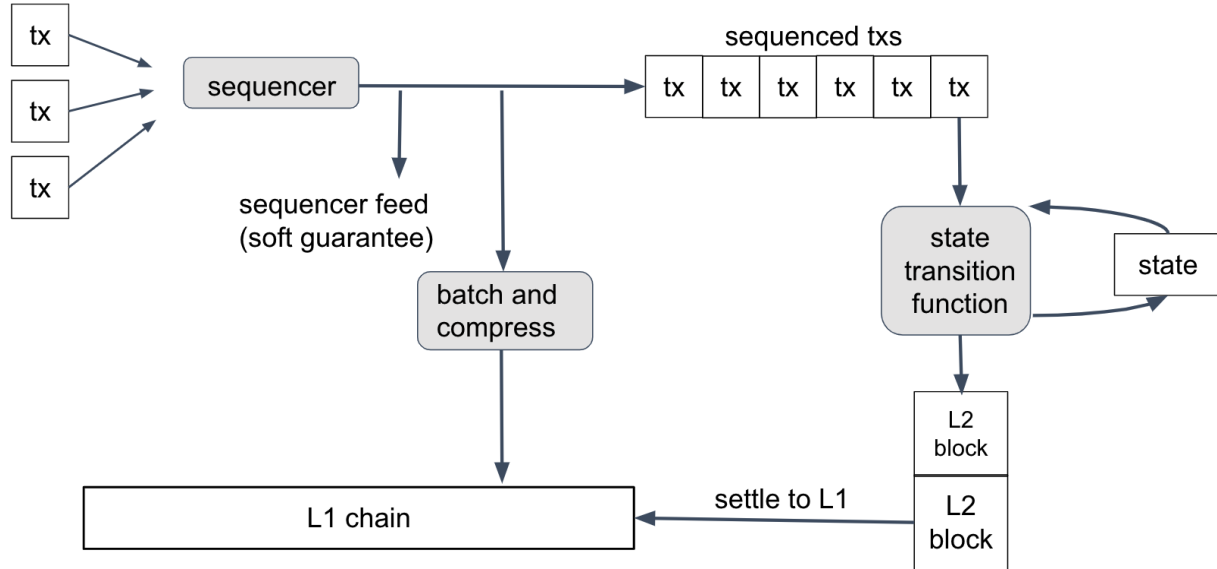 tx
tx
tx
sequencer
sequencer feed
(soft guarantee)
batch and
compress
sequenced txs
tx tx tx tx tx tx
state
transition
function
state
L2
block
L2
block
settle to L1
L1 chain